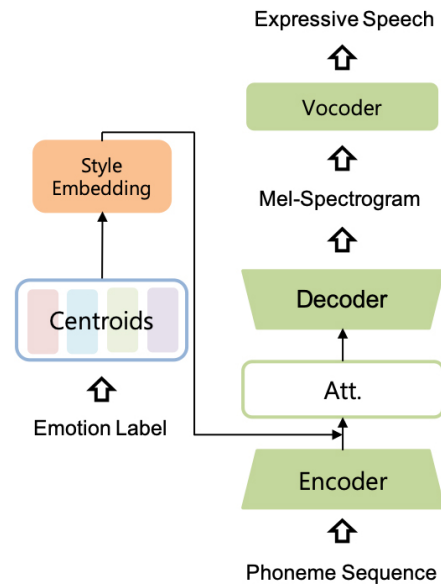 Expressive Speech
Vocoder
Style
Embedding
Mel-Spectrogram
Centroids
Decoder
Att.
Emotion Label
Encoder
Phoneme Sequence